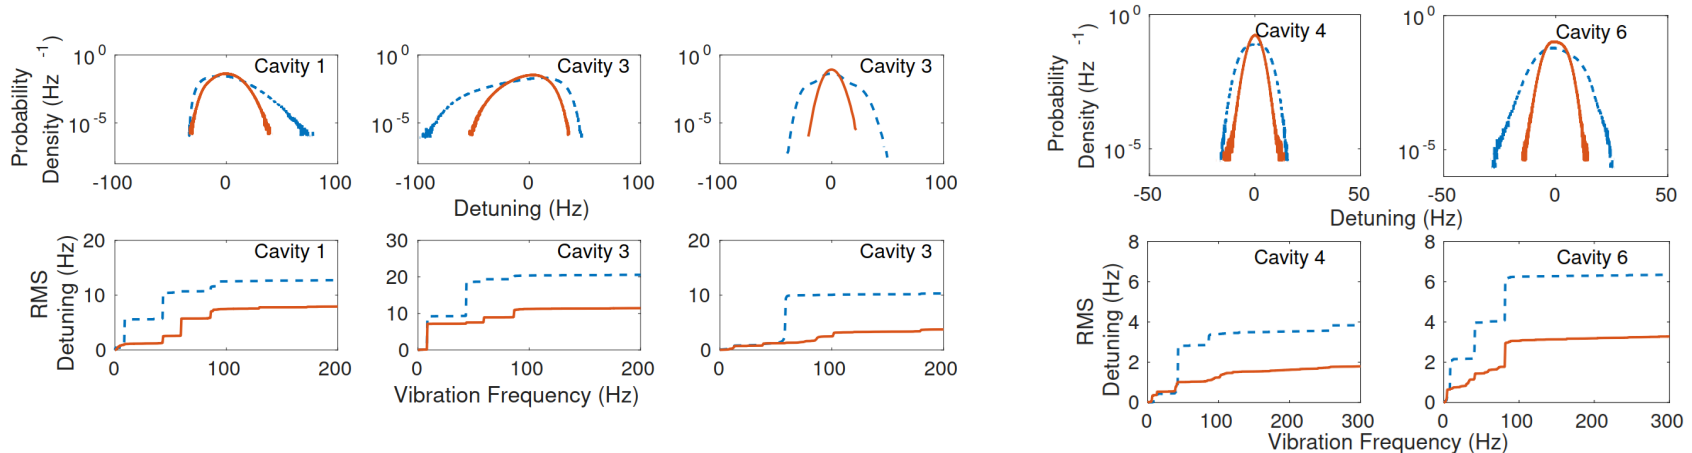 Probability
Density (Hz⁻¹)
10⁰
10⁻⁵
Cavity 1
-100
0
100
Cavity 3
-100
0
100
10⁰
10⁻⁵
Cavity 3
-100
0
100
10⁰
10⁻⁵
Detuning (Hz)
RMS
Detuning (Hz)
20
10
0
Cavity 1
0
100
200
30
20
10
0
Cavity 3
0
100
200
20
10
0
Cavity 3
0
100
200
Vibration Frequency (Hz)
Probability
Density (Hz⁻¹)
10⁰
10⁻⁵
Cavity 4
-50
0
50
10⁰
10⁻⁵
Cavity 6
-50
0
50
Detuning (Hz)
RMS
Detuning (Hz)
8
6
4
2
0
Cavity 4
0
100
200
300
8
6
4
2
0
Cavity 6
0
100
200
300
Vibration Frequency (Hz)